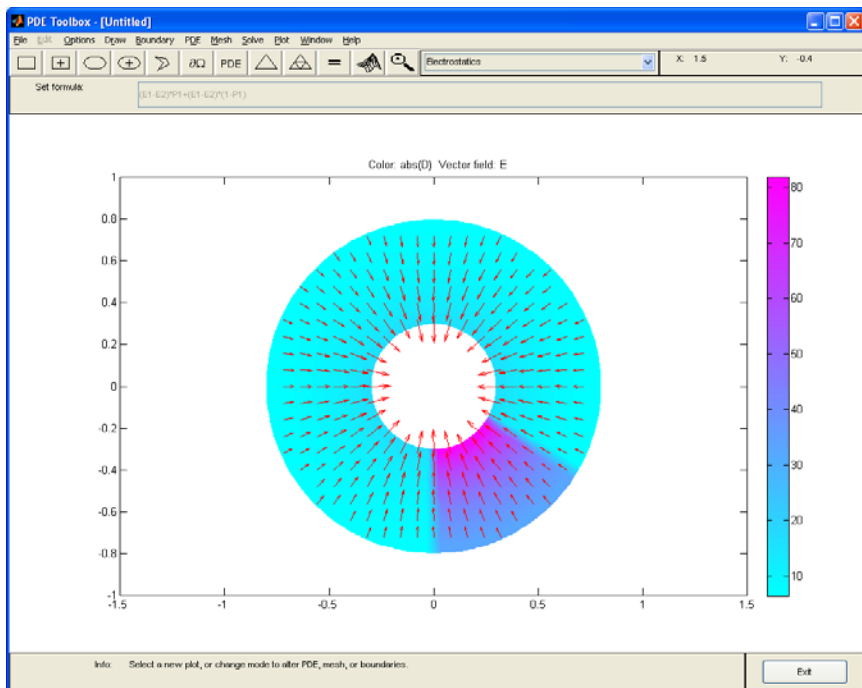 PDE Toolbox - [Untitled]
File Edit Options Draw Boundary PDE Mesh Solve Plot Window Help
∂Ω PDE = Electrostatics X: 1.5 Y: -0.4
Set formula: (E1-E2)*P1+(E1-E2)*(1-P1)
Color: abs(D) Vector field: E
1
0.8
0.6
0.4
0.2
0
-0.2
-0.4
-0.6
-0.8
-1
-1.5 -1 -0.5 0 0.5 1 1.5
80
70
60
50
40
30
20
10
Info: Select a new plot, or change mode to alter PDE, mesh, or boundaries.
Exit